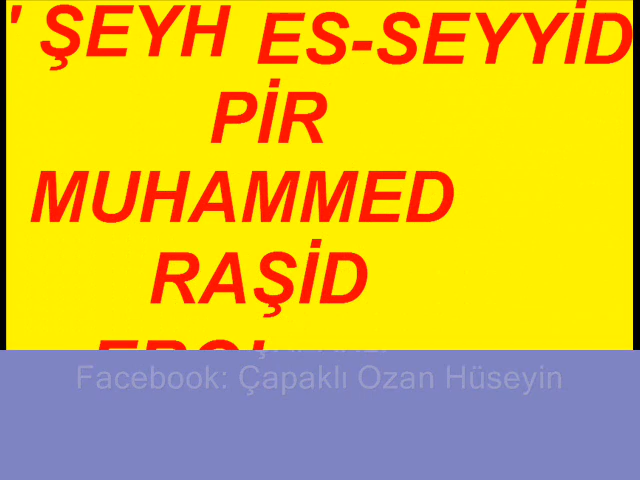 ' ŞEYH ES-SEYYİD
PİR
MUHAMMED
RAŞİD
Facebook: Çapaklı Ozan Hüseyin